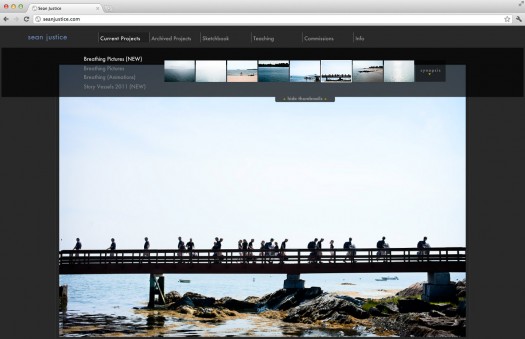 Sean Justice
seanjustice.com
sean justice
Current Projects
Archived Projects
Sketchbook
Teaching
Commissions
Info
Breathing Pictures (NEW)
Breathing Pictures
Breathing (Animations)
Story Vessels 2011 (NEW)
synopsis
hide thumbnails